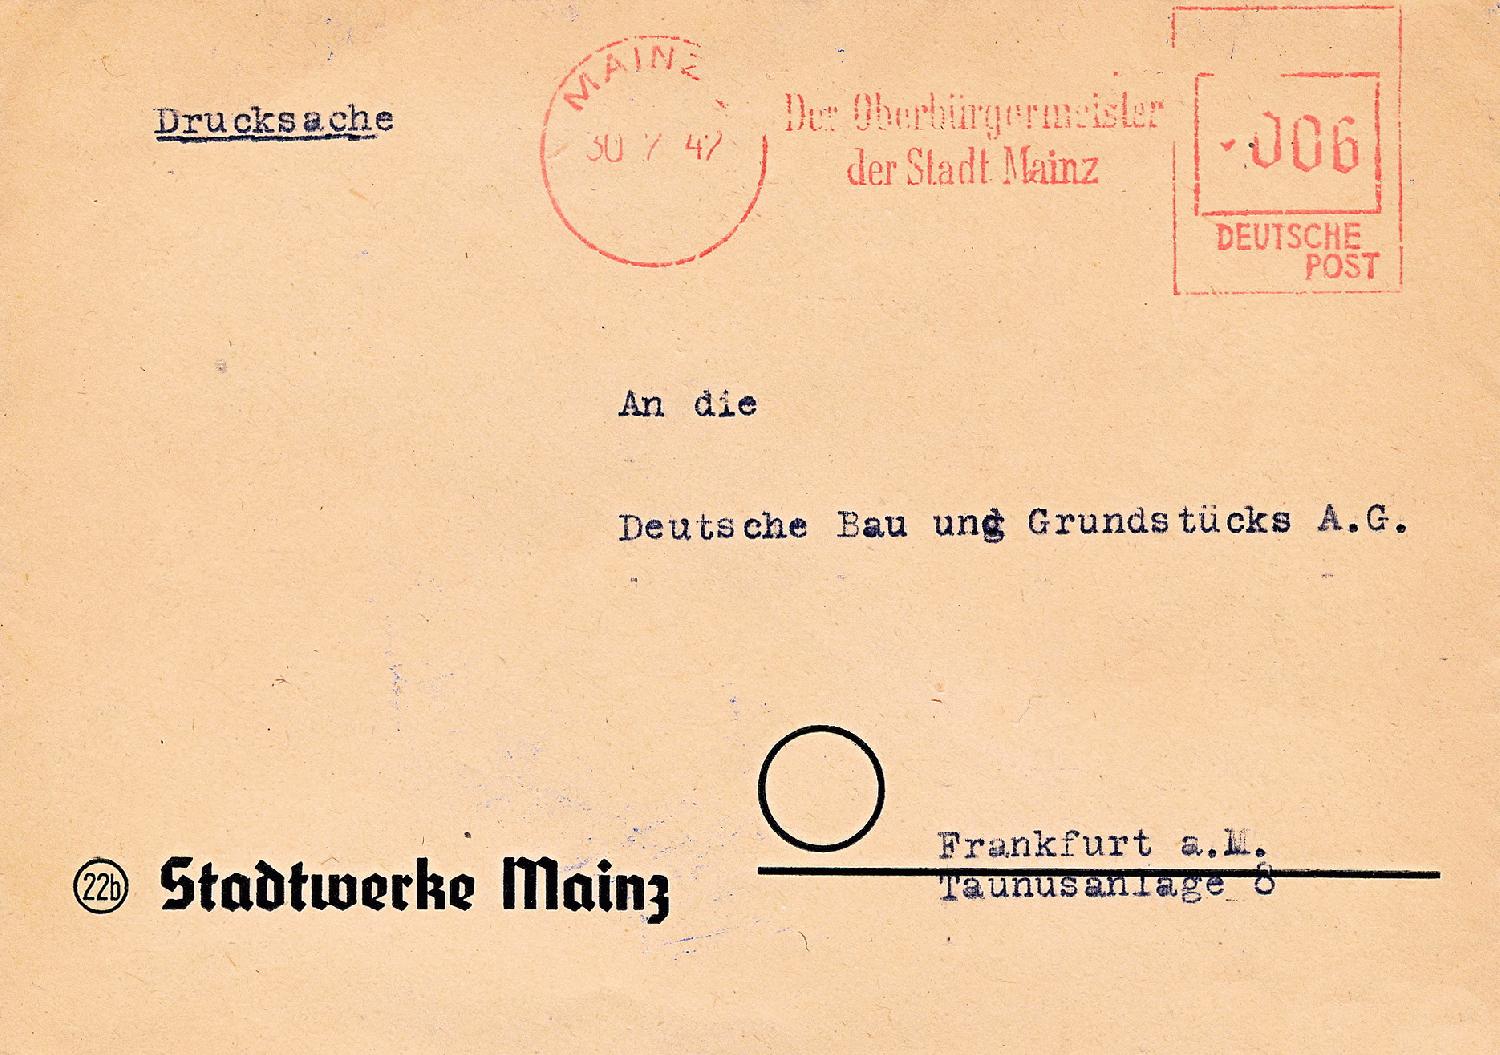 Drucksache
MAINZ
30 7 47
Der Oberbürgermeister
der Stadt Mainz
006
DEUTSCHE
POST
An die
Deutsche Bau und Grundstücks A.G.
Frankfurt a.M.
Taunusanlage 8
22b Stadtwerke Mainz